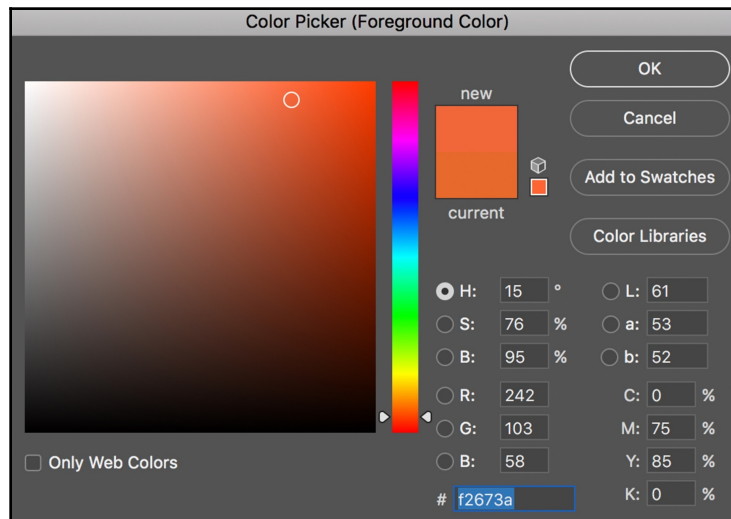 Color Picker (Foreground Color)
new
current
OK
Cancel
Add to Swatches
Color Libraries
H: 15 °
S: 76 %
B: 95 %
R: 242
G: 103
B: 58
# f2673a
L: 61
a: 53
b: 52
C: 0 %
M: 75 %
Y: 85 %
K: 0 %
Only Web Colors